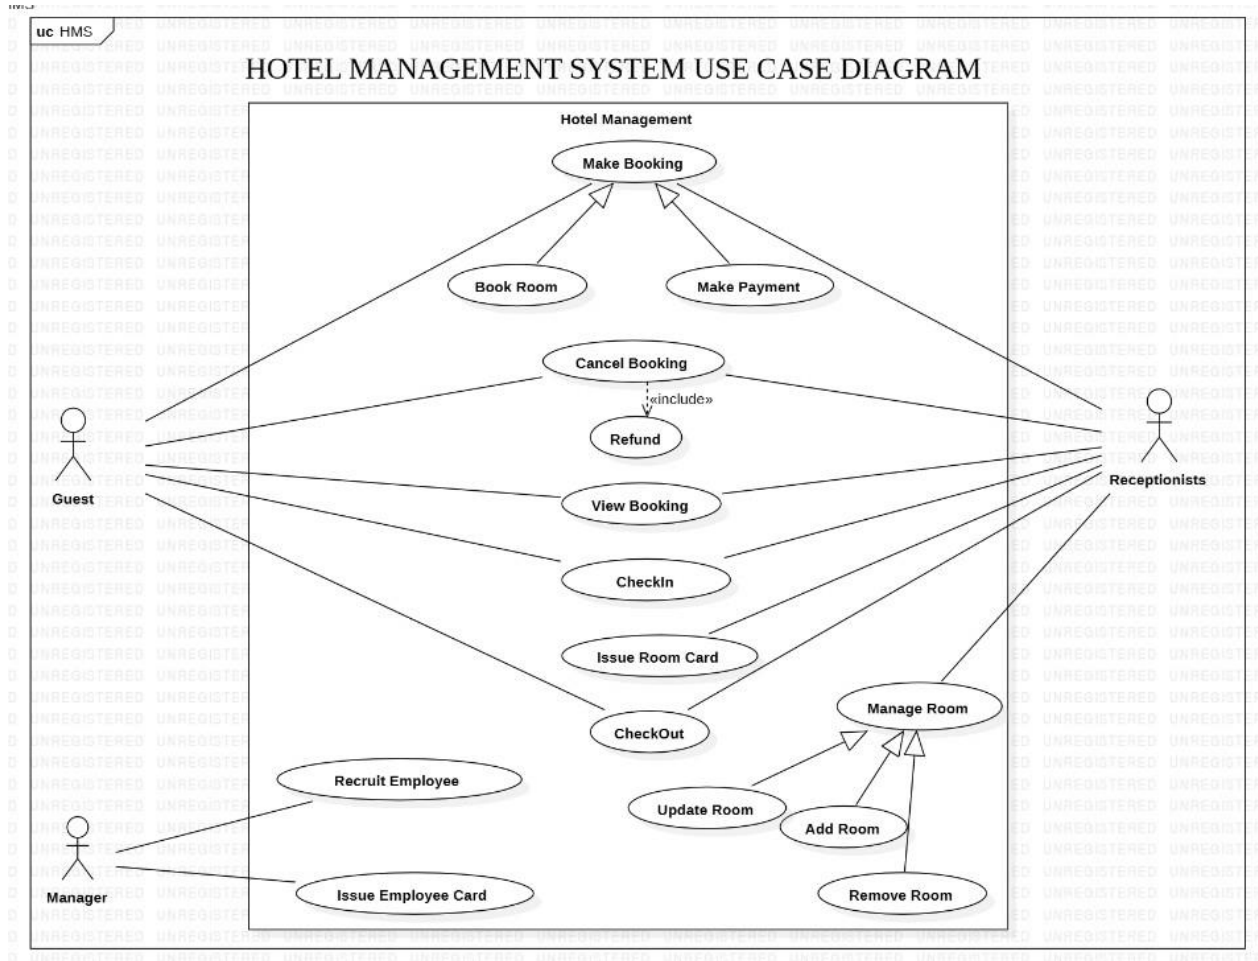 HMS
uc HMS
HOTEL MANAGEMENT SYSTEM USE CASE DIAGRAM
Hotel Management
Make Booking
Book Room
Make Payment
Cancel Booking
«include»
Refund
Guest
Receptionists
View Booking
CheckIn
Issue Room Card
Manage Room
CheckOut
Recruit Employee
Update Room
Add Room
Manager
Issue Employee Card
Remove Room
UNREGISTERED